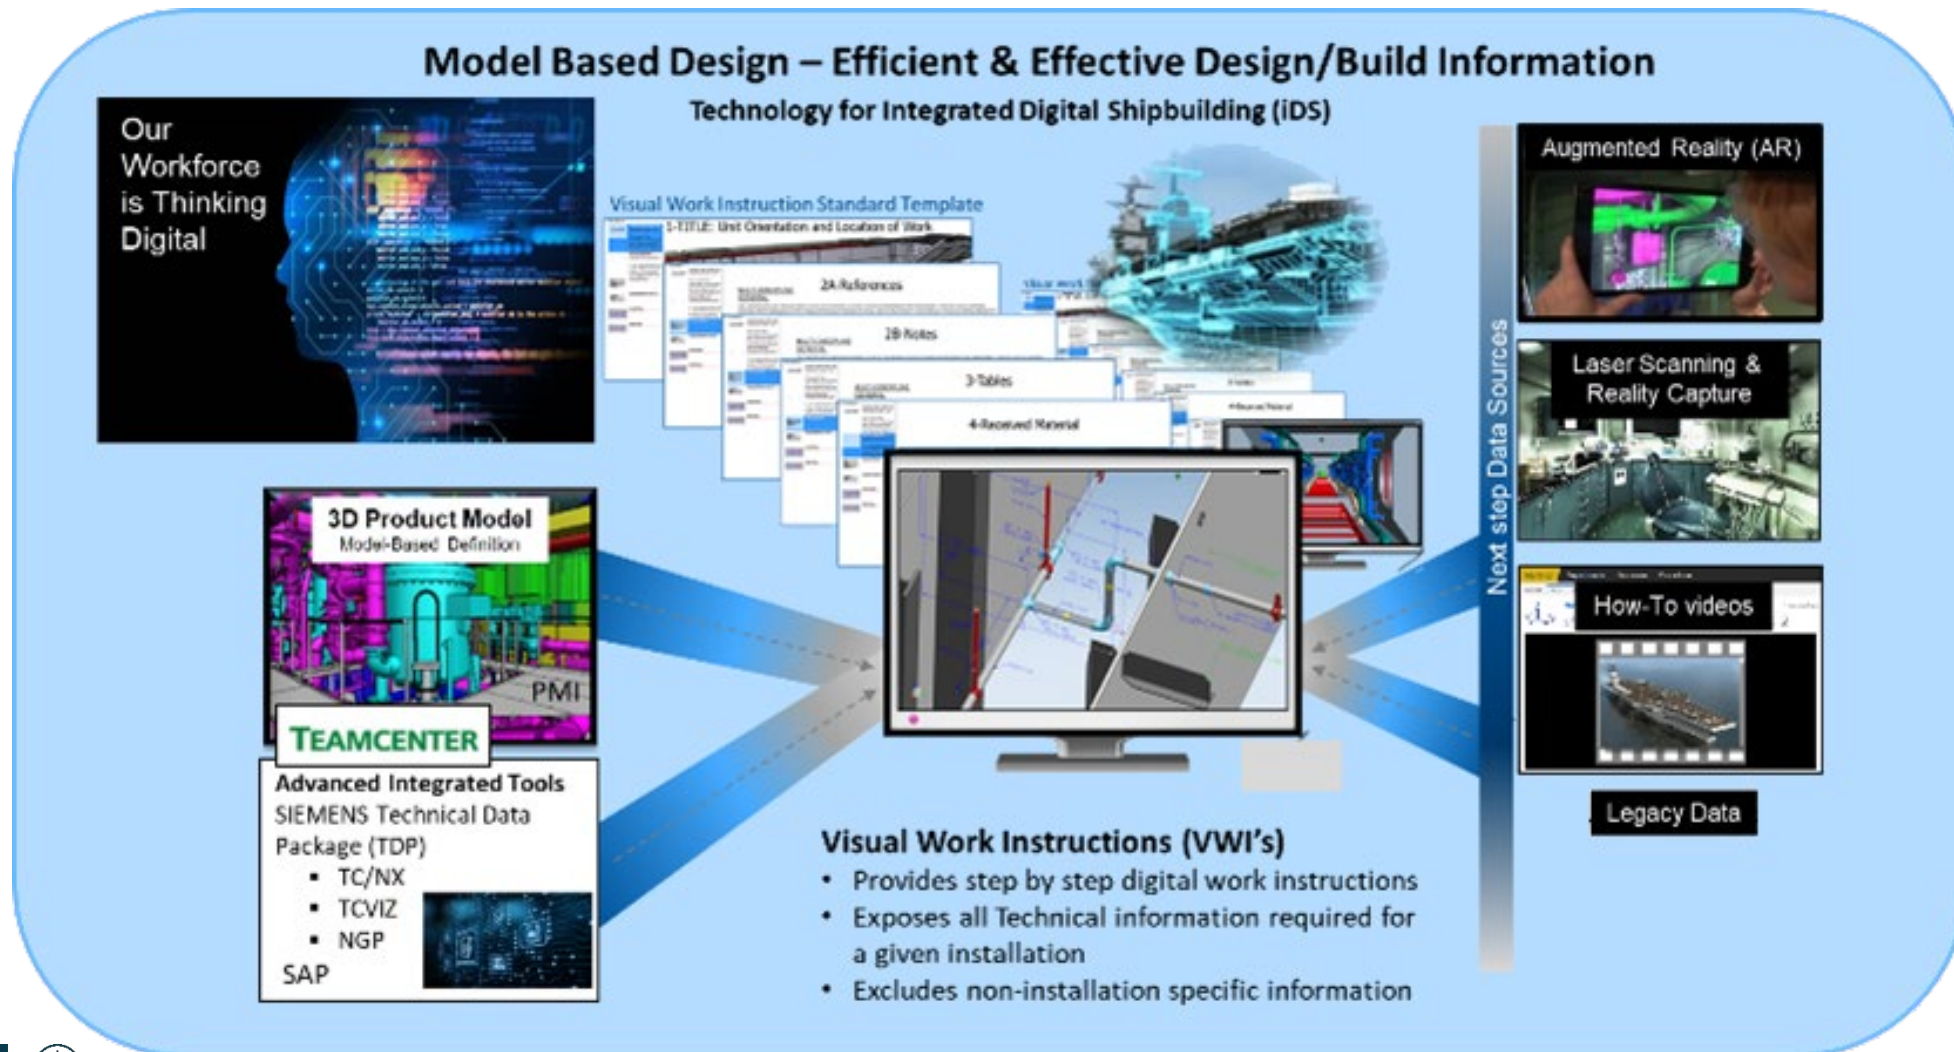 Model Based Design – Efficient & Effective Design/Build Information
Technology for Integrated Digital Shipbuilding (iDS)
Our
Workforce
is Thinking
Digital
Visual Work Instruction Standard Template
1-TITLE: Unit Orientation and Location of Work
2A-References
2B-Notes
3-Tables
4-Received Material
4-Received Material
3D Product Model
Model-Based Definition
PMI
TEAMCENTER
Advanced Integrated Tools
SIEMENS Technical Data
Package (TDP)
▪ TC/NX
▪ TCVIZ
▪ NGP
SAP
Visual Work Instructions (VWI’s)
• Provides step by step digital work instructions
• Exposes all Technical information required for
a given installation
• Excludes non-installation specific information
Next step Data Sources
Augmented Reality (AR)
Laser Scanning &
Reality Capture
How-To videos
Legacy Data